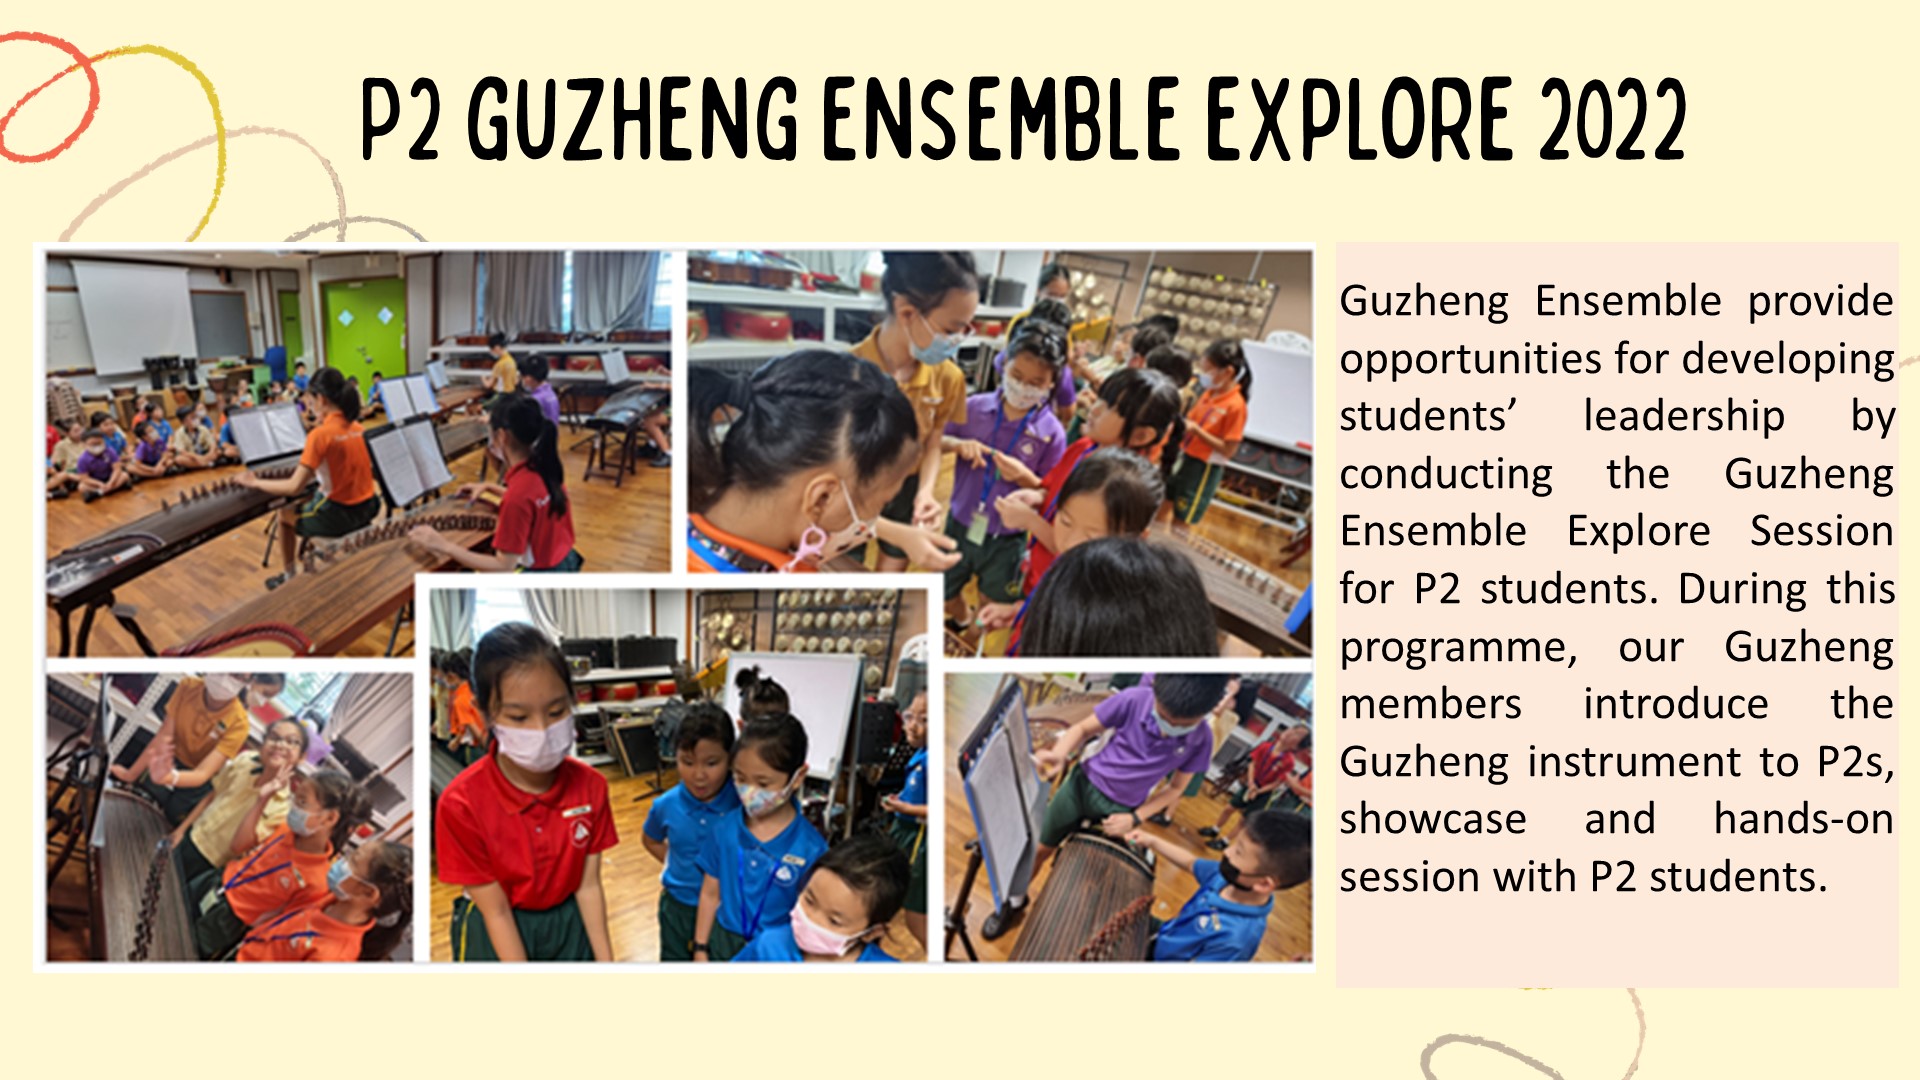 P2 GUZHENG ENSEMBLE EXPLORE 2022
Guzheng Ensemble provide
opportunities for developing
students’ leadership by
conducting the Guzheng
Ensemble Explore Session
for P2 students. During this
programme, our Guzheng
members introduce the
Guzheng instrument to P2s,
showcase and hands-on
session with P2 students.